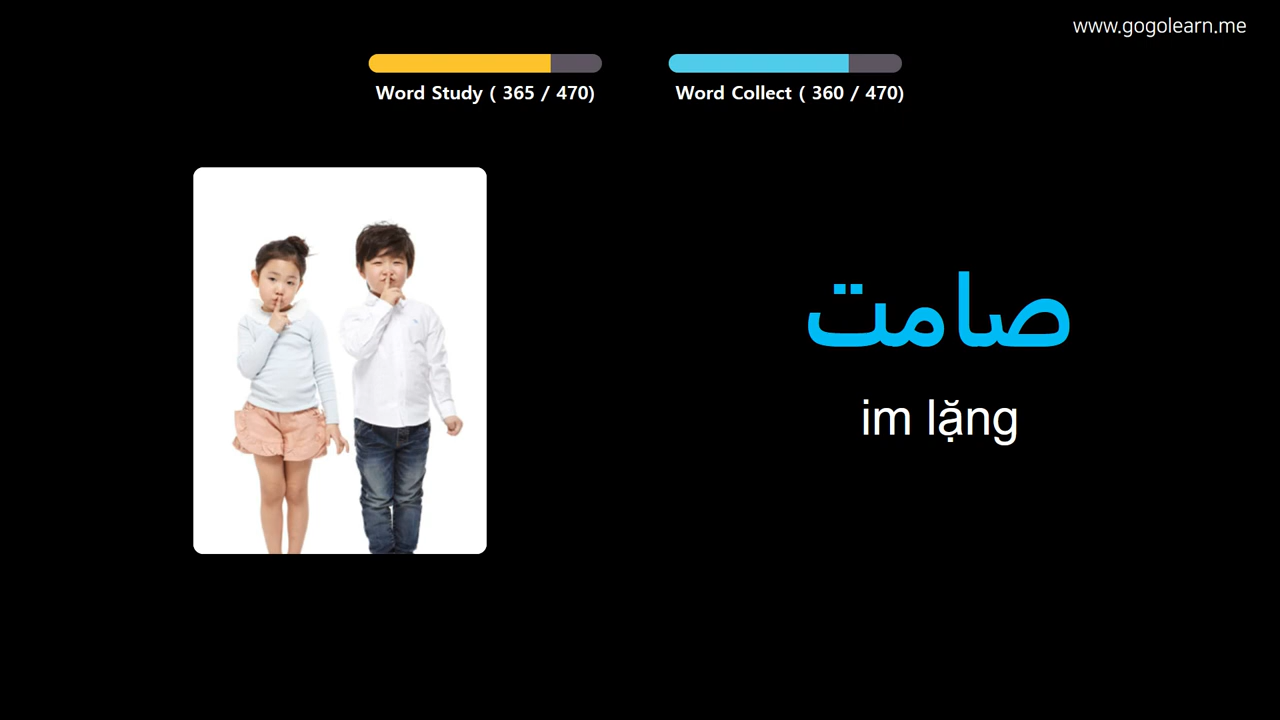 www.gogolearn.me
Word Study ( 365 / 470)
Word Collect ( 360 / 470)
صامت
im lặng